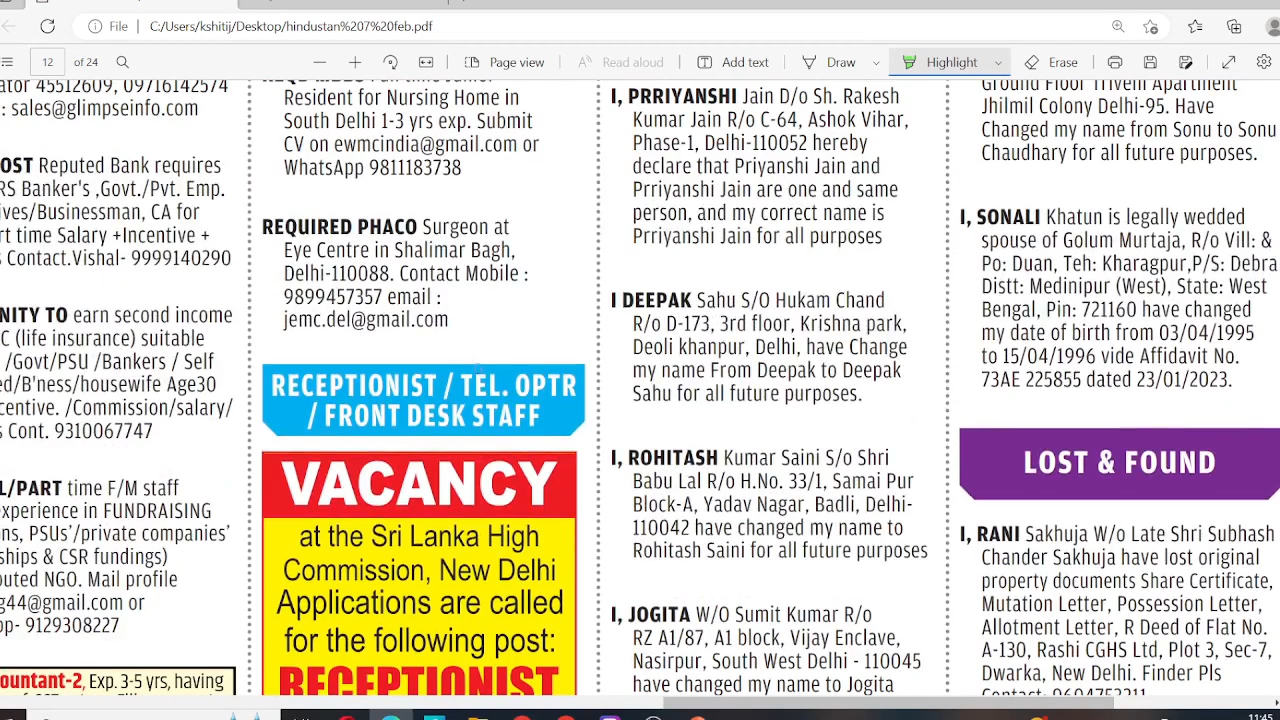 File
C:/Users/kshitij/Desktop/hindustan%207%20feb.pdf
12 of 24
Page view
Read aloud
Add text
Draw
Highlight
Erase
45512609, 09716142574
: sales@glimpseinfo.com
OST Reputed Bank requires
RS Banker's ,Govt./Pvt. Emp.
ives/Businessman, CA for
rt time Salary +Incentive +
s Contact.Vishal- 9999140290
NITY TO earn second income
C (life insurance) suitable
/Govt/PSU /Bankers / Self
ed/B'ness/housewife Age30
centive. /Commission/salary/
s Cont. 9310067747
L/PART time F/M staff
experience in FUNDRAISING
ons, PSUs'/private companies'
ships & CSR fundings)
outed NGO. Mail profile
g44@gmail.com or
op- 9129308227
countant-2, Exp. 3-5 yrs, having
Resident for Nursing Home in
South Delhi 1-3 yrs exp. Submit
CV on ewmcindia@gmail.com or
WhatsApp 9811183738
REQUIRED PHACO Surgeon at
Eye Centre in Shalimar Bagh,
Delhi-110088. Contact Mobile :
9899457357 email :
jemc.del@gmail.com
RECEPTIONIST / TEL. OPTR
/ FRONT DESK STAFF
VACANCY
at the Sri Lanka High
Commission, New Delhi
Applications are called
for the following post:
RECEPTIONIST
I, PRRIYANSHI Jain D/o Sh. Rakesh
Kumar Jain R/o C-64, Ashok Vihar,
Phase-1, Delhi-110052 hereby
declare that Priyanshi Jain and
Prriyanshi Jain are one and same
person, and my correct name is
Prriyanshi Jain for all purposes
I DEEPAK Sahu S/O Hukam Chand
R/o D-173, 3rd floor, Krishna park,
Deoli khanpur, Delhi, have Change
my name From Deepak to Deepak
Sahu for all future purposes.
I, ROHITASH Kumar Saini S/o Shri
Babu Lal R/o H.No. 33/1, Samai Pur
Block-A, Yadav Nagar, Badli, Delhi-
110042 have changed my name to
Rohitash Saini for all future purposes
I, JOGITA W/O Sumit Kumar R/o
RZ A1/87, A1 block, Vijay Enclave,
Nasirpur, South West Delhi - 110045
have changed my name to Jogita
Ground Floor Triveni Apartment
Jhilmil Colony Delhi-95. Have
Changed my name from Sonu to Sonu
Chaudhary for all future purposes.
I, SONALI Khatun is legally wedded
spouse of Golum Murtaja, R/o Vill: &
Po: Duan, Teh: Kharagpur,P/S: Debra
Distt: Medinipur (West), State: West
Bengal, Pin: 721160 have changed
my date of birth from 03/04/1995
to 15/04/1996 vide Affidavit No.
73AE 225855 dated 23/01/2023.
LOST & FOUND
I, RANI Sakhuja W/o Late Shri Subhash
Chander Sakhuja have lost original
property documents Share Certificate,
Mutation Letter, Possession Letter,
Allotment Letter, R Deed of Flat No.
A-130, Rashi CGHS Ltd, Plot 3, Sec-7,
Dwarka, New Delhi. Finder Pls
11:45